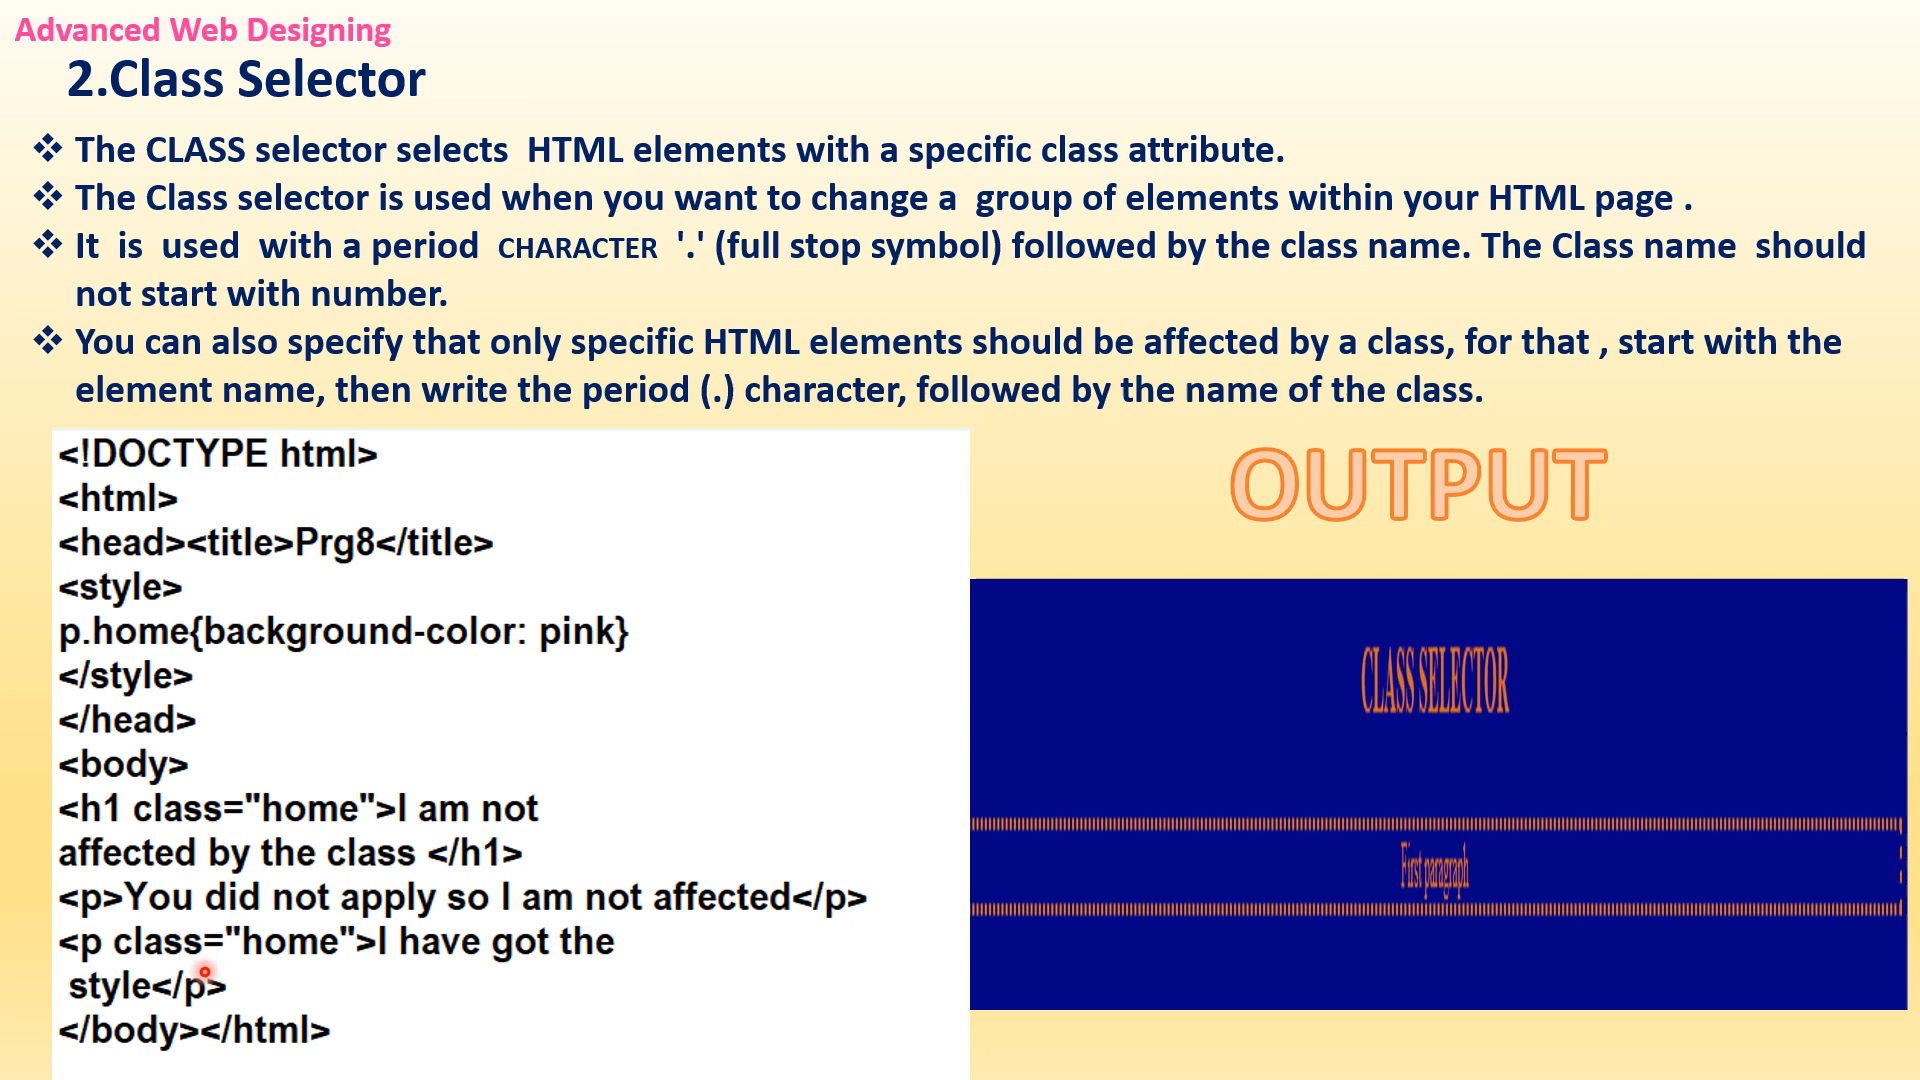 Advanced Web Designing
2.Class Selector
❖ The CLASS selector selects HTML elements with a specific class attribute.
❖ The Class selector is used when you want to change a group of elements within your HTML page .
❖ It is used with a period CHARACTER '.' (full stop symbol) followed by the class name. The Class name should
not start with number.
❖ You can also specify that only specific HTML elements should be affected by a class, for that , start with the
element name, then write the period (.) character, followed by the name of the class.
<!DOCTYPE html>
<html>
<head><title>Prg8</title>
<style>
p.home{background-color: pink}
</style>
</head>
<body>
<h1 class="home">I am not
affected by the class </h1>
<p>You did not apply so I am not affected</p>
<p class="home">I have got the
style</p>
</body></html>
OUTPUT
CLASS SELECTOR
First paragraph